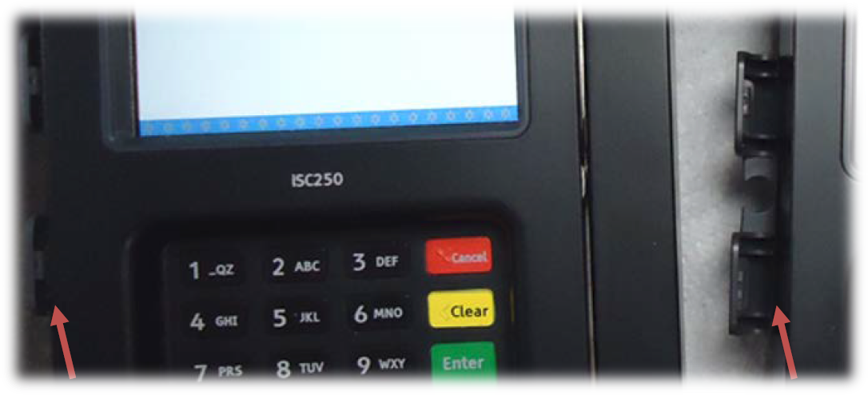 iSC250
1 -QZ 2 ABC 3 DEF Cancel
4 GHI 5 JKL 6 MNO Clear
7 PRS 8 TUV 9 WXY Enter